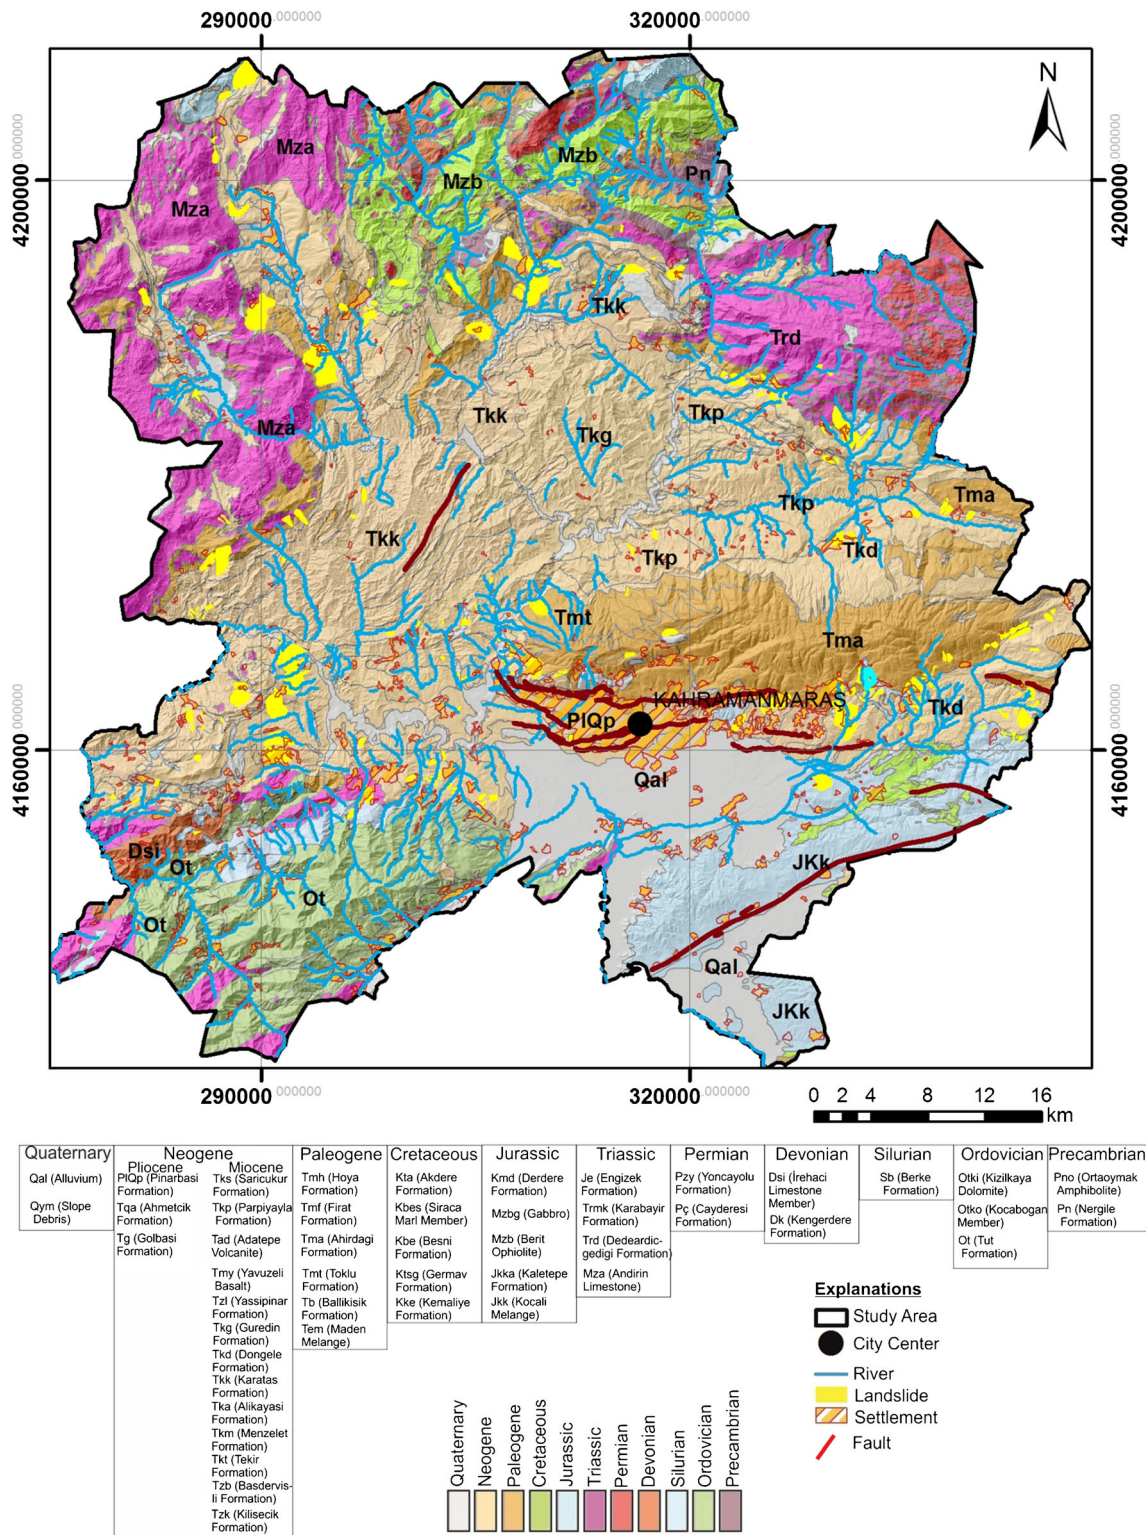 290000.000000
320000.000000
N
4200000.000000
4200000.000000
Mza
Mzb
Mzb
Pn
Mza
Tkk
Trd
Mza
Tkk
Tkp
Tkg
Tkp
Tma
Tkk
Tkp
Tkd
Tmt
Tma
KAHRAMANMARAŞ
PlQp
Tkd
4160000.000000
4160000.000000
Qal
Dsi
Ot
JKk
Ot
Ot
Qal
JKk
290000.000000
320000.000000
0 2 4 8 12 16
km
Quaternary
Qal (Alluvium)
Qym (Slope
Debris)
Neogene
Pliocene
PlQp (Pinarbasi
Formation)
Tqa (Ahmetcik
Formation)
Tg (Golbasi
Formation)
Miocene
Tks (Saricukur
Formation)
Tkp (Parpiyayla
Formation)
Tad (Adatepe
Volcanite)
Tmy (Yavuzeli
Basalt)
Tzl (Yassipinar
Formation)
Tkg (Guredin
Formation)
Tkd (Dongele
Formation)
Tkk (Karatas
Formation)
Tka (Alikayasi
Formation)
Tkm (Menzelet
Formation)
Tkt (Tekir
Formation)
Tzb (Basdervis-
li Formation)
Tzk (Kilisecik
Formation)
Paleogene
Tmh (Hoya
Formation)
Tmf (Firat
Formation)
Tma (Ahirdagi
Formation)
Tmt (Toklu
Formation)
Tb (Ballikisik
Formation)
Tem (Maden
Melange)
Cretaceous
Kta (Akdere
Formation)
Kbes (Siraca
Marl Member)
Kbe (Besni
Formation)
Ktsg (Germav
Formation)
Kke (Kemaliye
Formation)
Jurassic
Kmd (Derdere
Formation)
Mzbg (Gabbro)
Mzb (Berit
Ophiolite)
Jkka (Kaletepe
Formation)
Jkk (Kocali
Melange)
Triassic
Je (Engizek
Formation)
Trmk (Karabayir
Formation)
Trd (Dedeardic-
gedigi Formation)
Mza (Andirin
Limestone)
Permian
Pzy (Yoncayolu
Formation)
Pç (Cayderesi
Formation)
Devonian
Dsi (İrehaci
Limestone
Member)
Dk (Kengerdere
Formation)
Silurian
Sb (Berke
Formation)
Ordovician
Otki (Kizilkaya
Dolomite)
Otko (Kocabogan
Member)
Ot (Tut
Formation)
Precambrian
Pno (Ortaoymak
Amphibolite)
Pn (Nergile
Formation)
Explanations
Study Area
City Center
River
Landslide
Settlement
Fault
Quaternary
Neogene
Paleogene
Cretaceous
Jurassic
Triassic
Permian
Devonian
Silurian
Ordovician
Precambrian